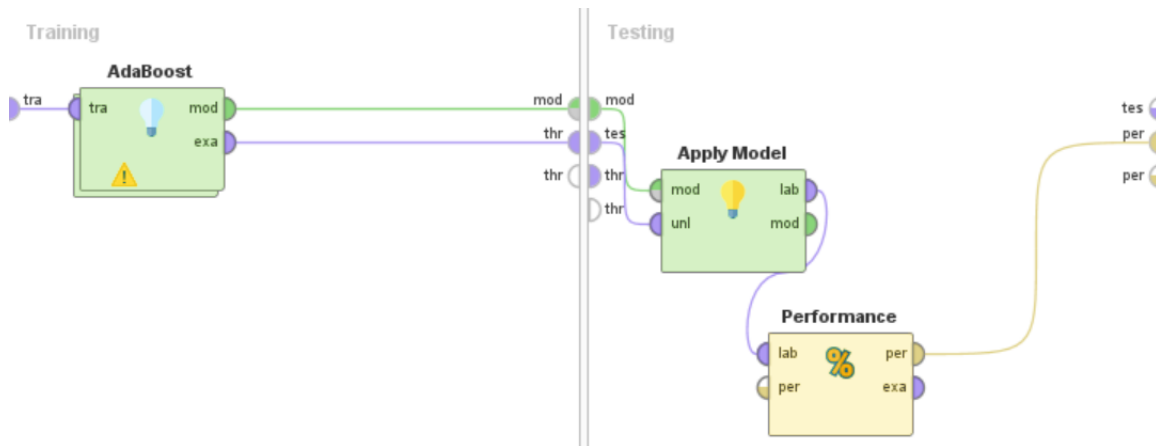 Training
Testing
AdaBoost
tra
tra
mod
exa
mod
thr
thr
mod
tes
thr
thr
Apply Model
mod
lab
unl
mod
Performance
lab
per
%
per
exa
tes
per
per